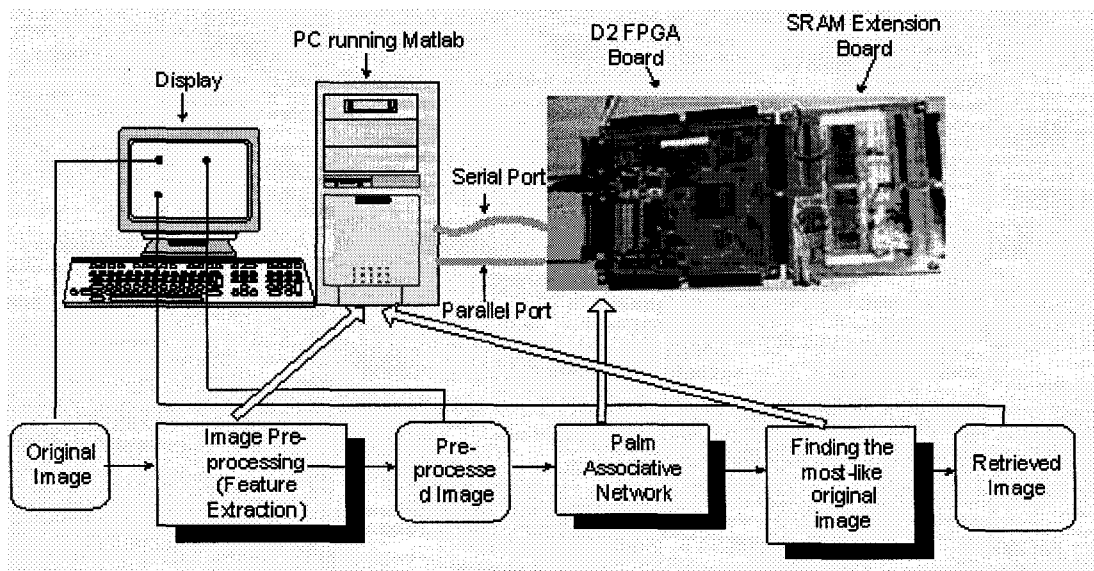 PC running Matlab
D2 FPGA
Board
SRAM Extension
Board
Display
Serial Port
Parallel Port
Original
Image
Image Pre-
processing
(Feature
Extraction)
Pre-
processe
d Image
Palm
Associative
Network
Finding the
most-like
original
image
Retrieved
Image